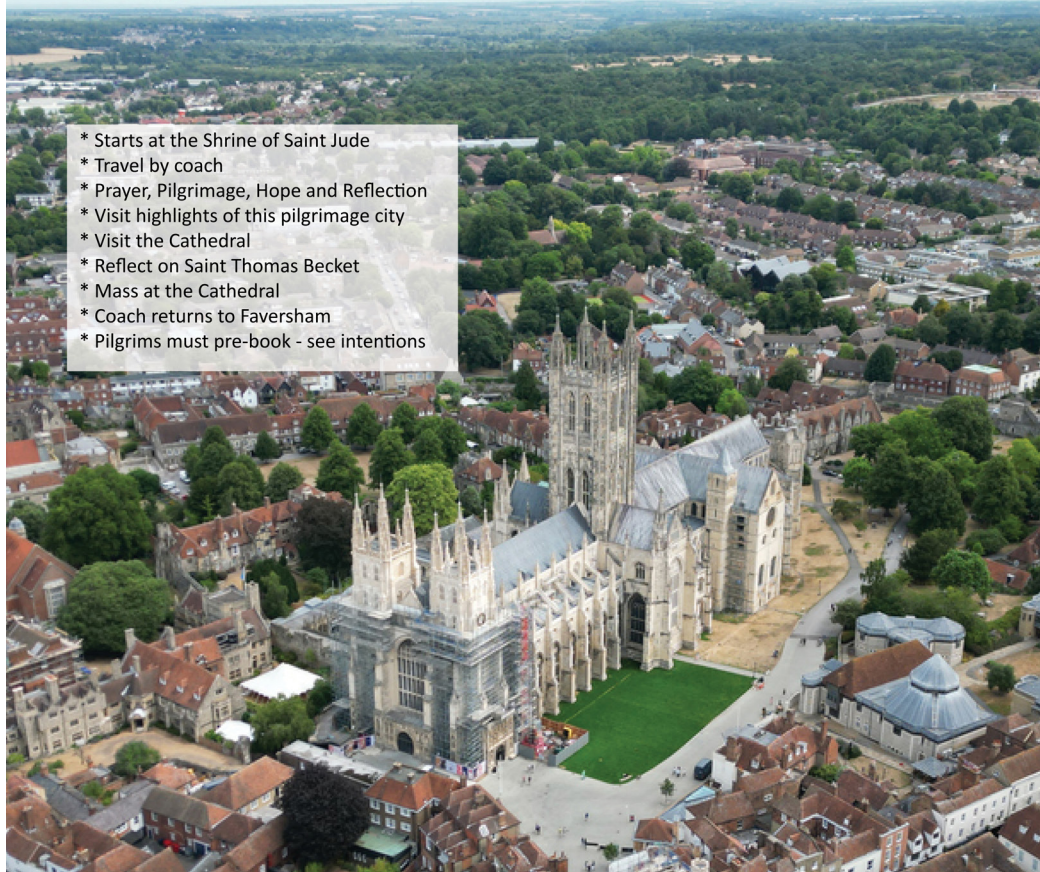 * Starts at the Shrine of Saint Jude
* Travel by coach
* Prayer, Pilgrimage, Hope and Reflection
* Visit highlights of this pilgrimage city
* Visit the Cathedral
* Reflect on Saint Thomas Becket
* Mass at the Cathedral
* Coach returns to Faversham
* Pilgrims must pre-book - see intentions